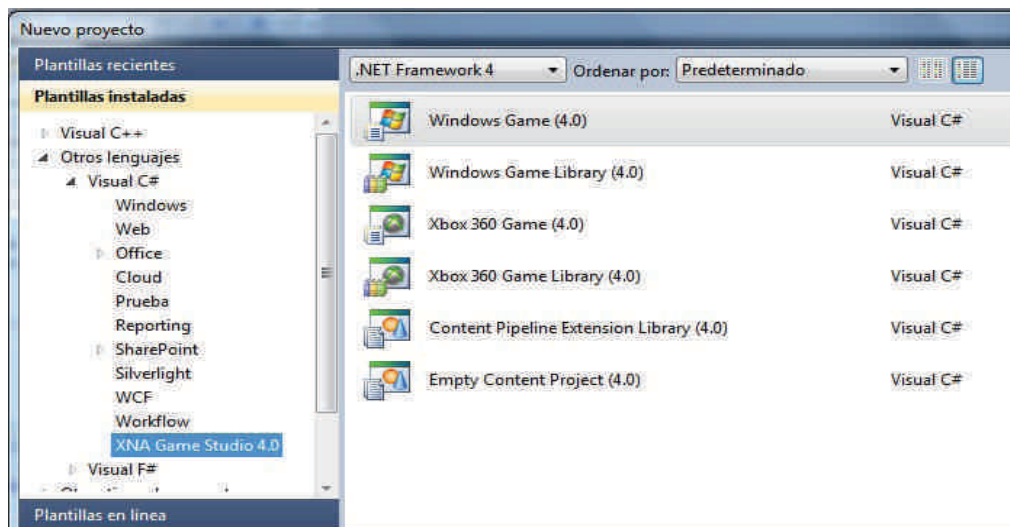 Nuevo proyecto
Plantillas recientes
.NET Framework 4 Ordenar por: Predeterminado
Plantillas instaladas
Visual C++
Otros lenguajes
Visual C#
Windows
Web
Office
Cloud
Prueba
Reporting
SharePoint
Silverlight
WCF
Workflow
XNA Game Studio 4.0
Visual F#
Plantillas en línea
Windows Game (4.0) Visual C#
Windows Game Library (4.0) Visual C#
Xbox 360 Game (4.0) Visual C#
Xbox 360 Game Library (4.0) Visual C#
Content Pipeline Extension Library (4.0) Visual C#
Empty Content Project (4.0) Visual C#